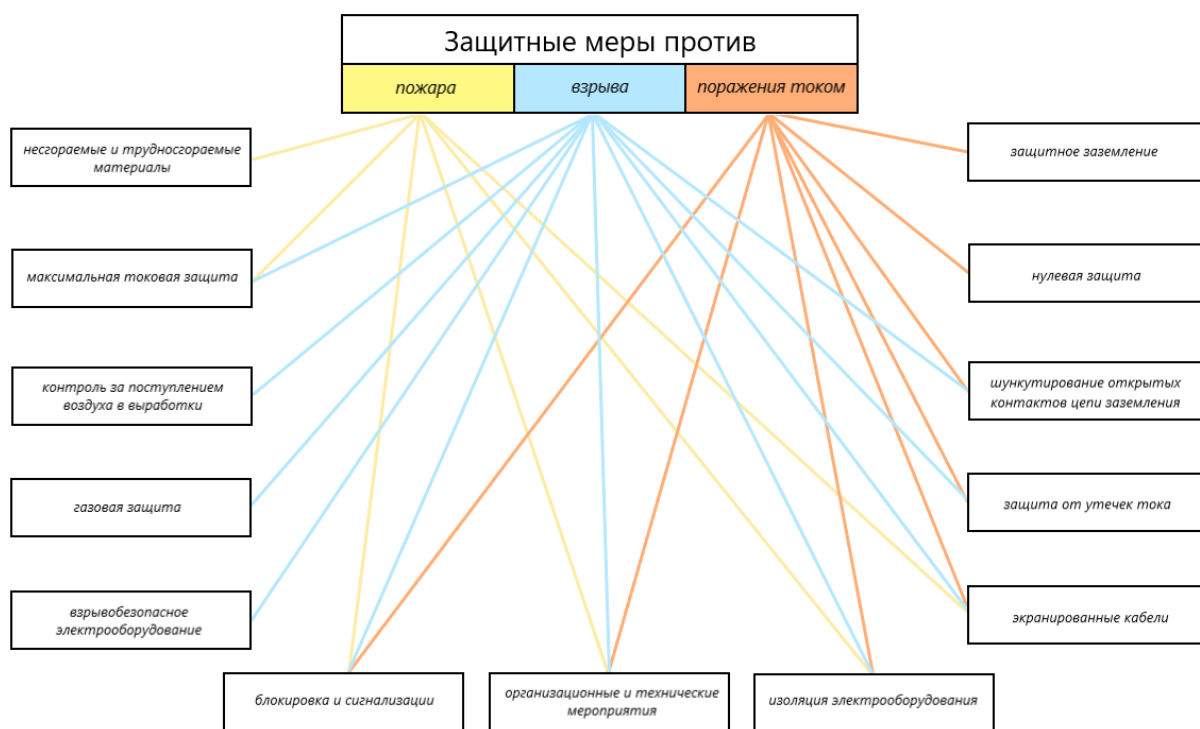 Защитные меры против
пожара
взрыва
поражения током
несгораемые и трудносгораемые
материалы
защитное заземление
максимальная токовая защита
нулевая защита
контроль за поступлением
воздуха в выработки
шункутирование открытых
контактов цепи заземления
газовая защита
защита от утечек тока
взрывобезопасное
электрооборудование
экранированные кабели
блокировка и сигнализации
организационные и технические
мероприятия
изоляция электрооборудования